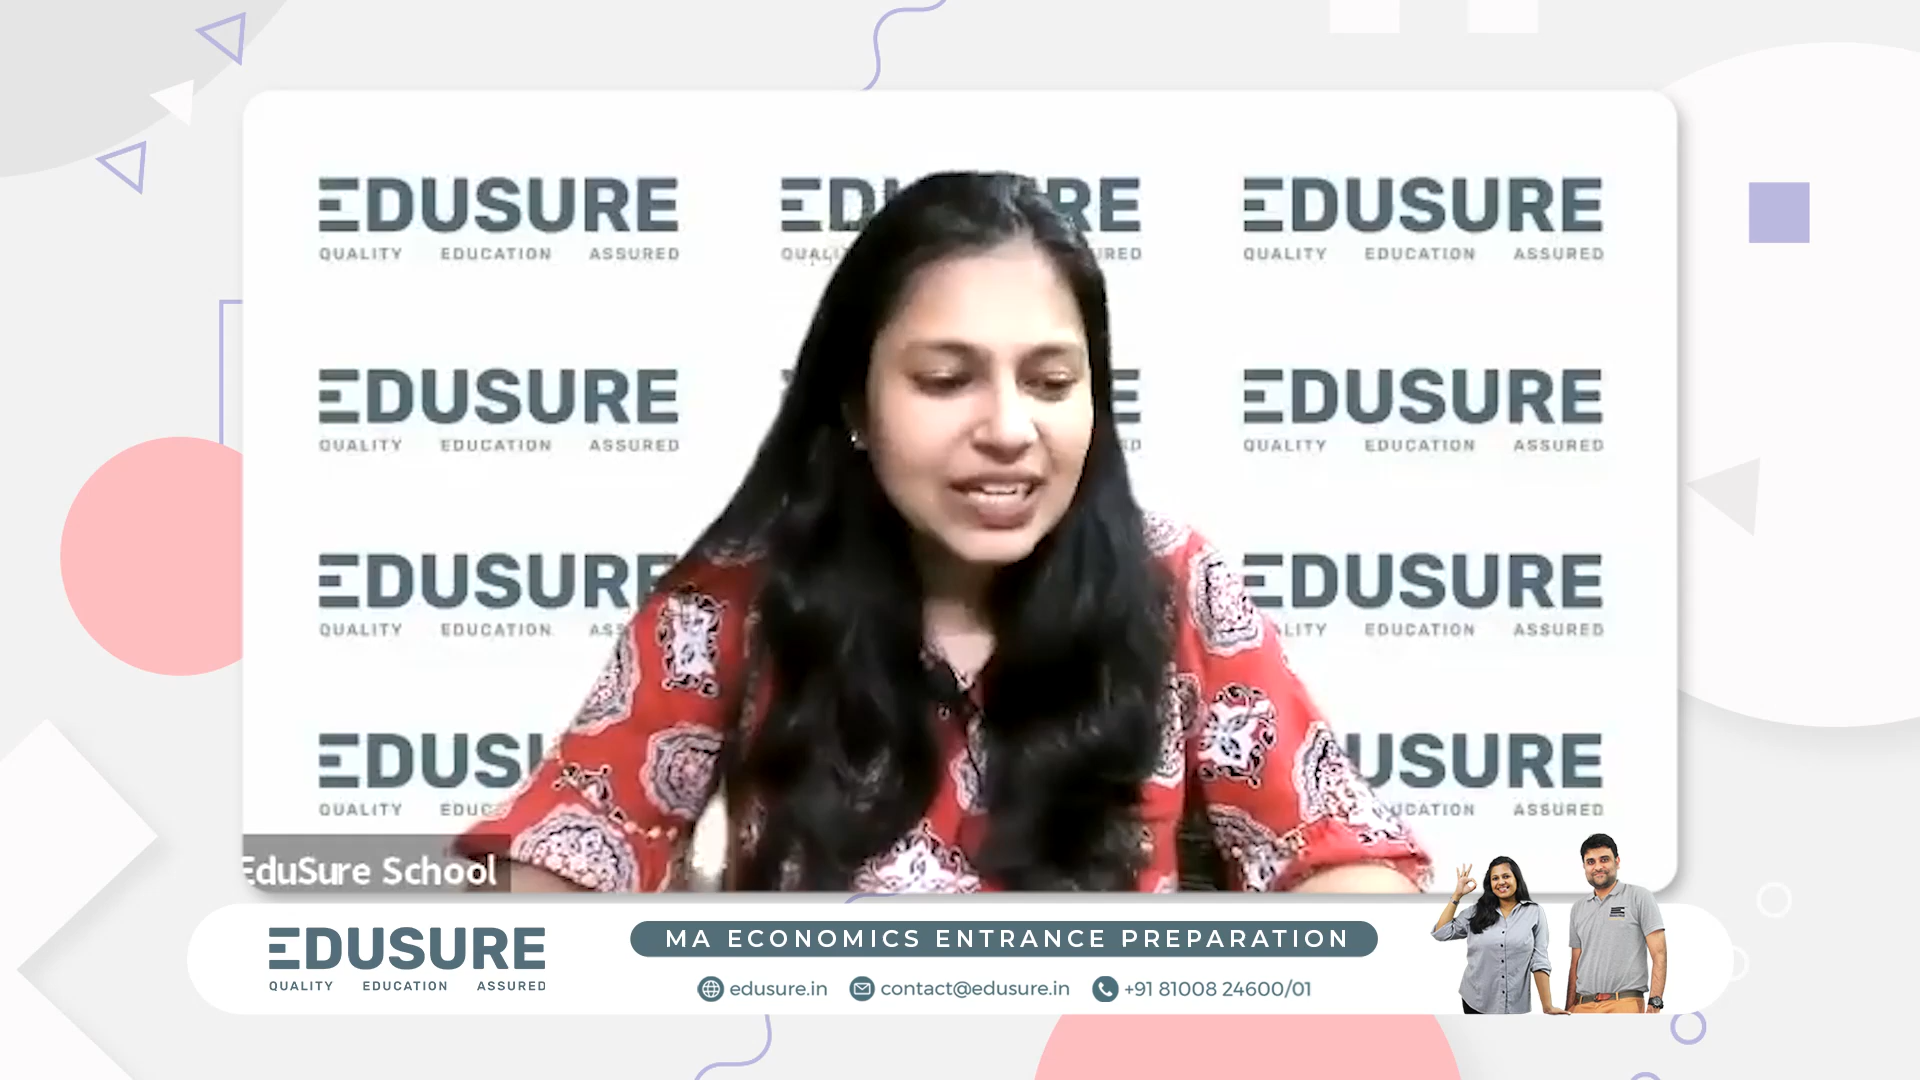 EDUSURE EDUSURE
QUALITY EDUCATION ASSURED QUALITY EDUCATION ASSURED
EDUSURE EDUSURE
QUALITY EDUCATION ASSURED QUALITY EDUCATION ASSURED
EDUSURE EDUSURE
QUALITY EDUCATION EDUCATION ASSURED
QUALITY ASSURED
EduSure School
EDUSURE
QUALITY EDUCATION ASSURED
MA ECONOMICS ENTRANCE PREPARATION
edusure.in contact@edusure.in +91 81008 24600/01